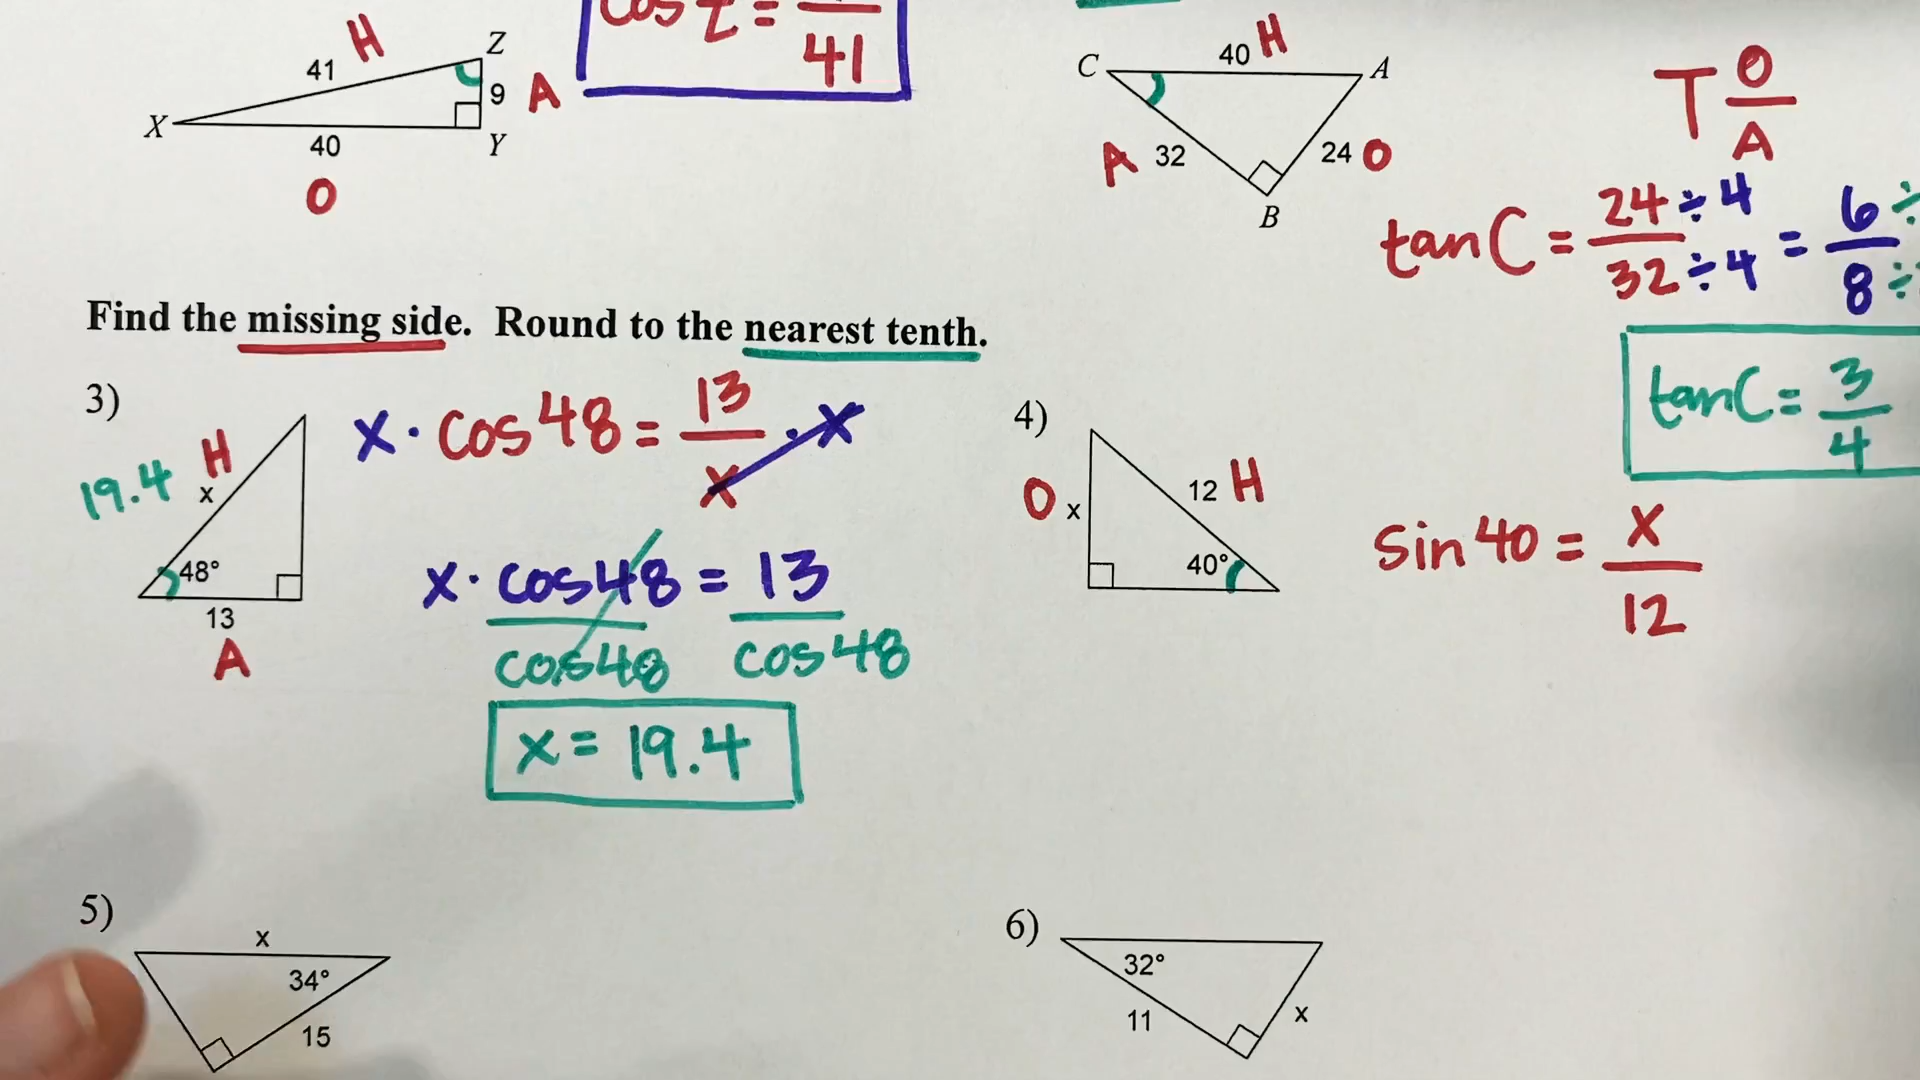 cos Z =
41
41 H
Z
9 A
X
40
Y
O
C
40 H
A
A 32
24 O
B
T O
A
tan C = 24 ÷ 4 = 6 ÷
32 ÷ 4 8 ÷
tan C = 3
4
Find the missing side. Round to the nearest tenth.
3)
19.4 H
x
48°
13
A
x · cos 48 = 13 · x
x
x · cos 48 = 13
cos 48 cos 48
x = 19.4
4)
O x
12 H
40°
sin 40 = x
12
5)
x
34°
15
6)
32°
11
x